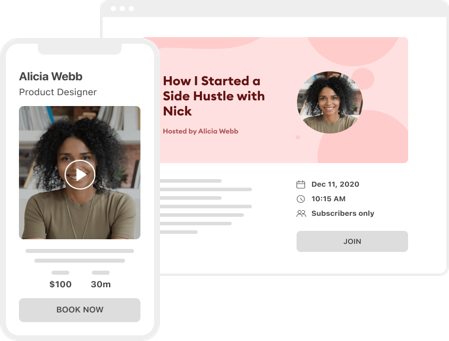 Alicia Webb
Product Designer
$100 30m
BOOK NOW
How I Started a
Side Hustle with
Nick
Hosted by Alicia Webb
Dec 11, 2020
10:15 AM
Subscribers only
JOIN